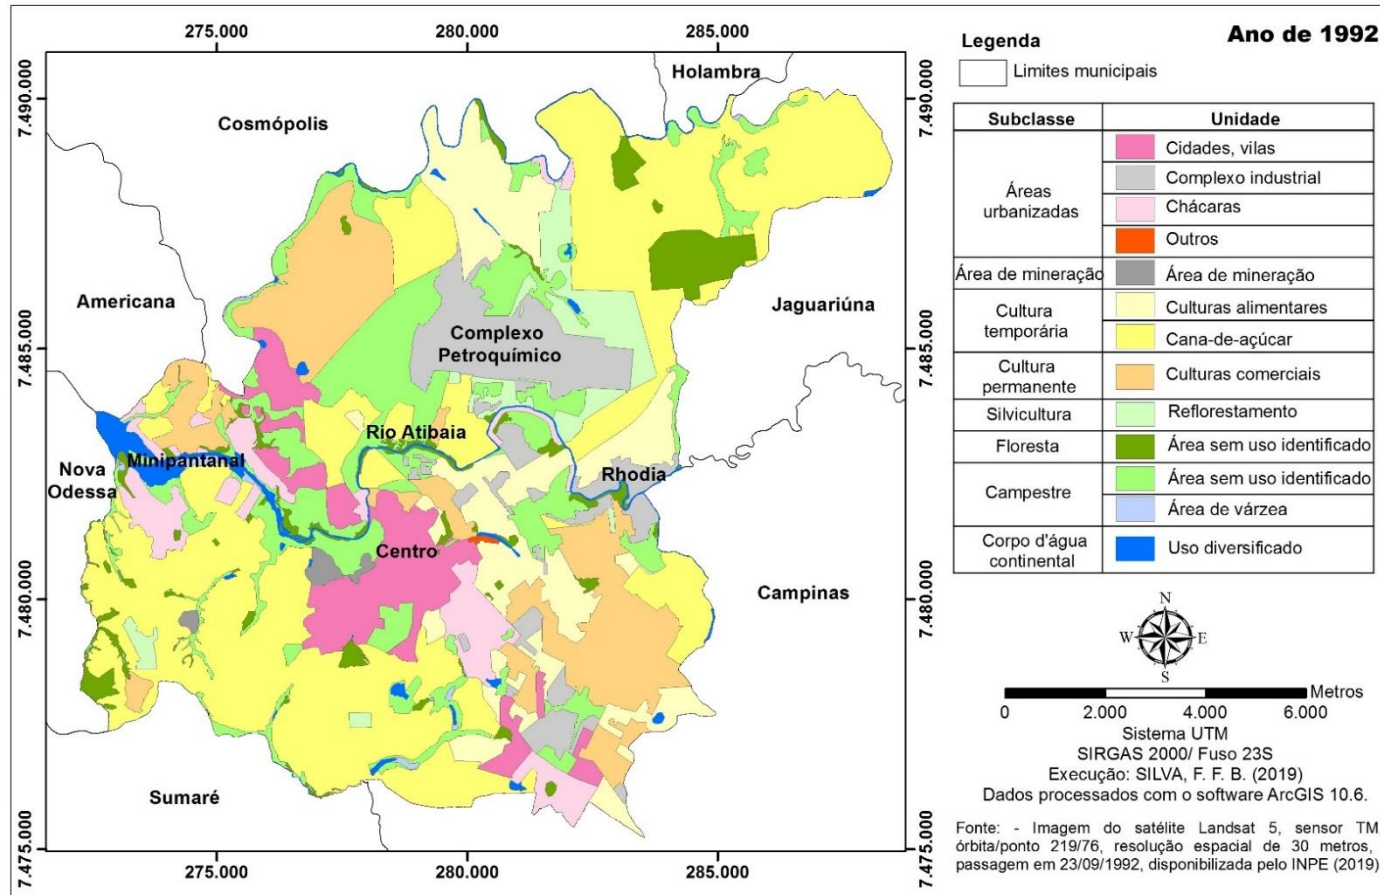 275.000
280.000
285.000
Ano de 1992
Legenda
Limites municipais
Holambra
7.490.000
7.490.000
Cosmópolis
Subclasse
Unidade
Áreas urbanizadas
Cidades, vilas
Complexo industrial
Chácaras
Outros
Área de mineração
Área de mineração
Cultura temporária
Culturas alimentares
Cana-de-açúcar
Cultura permanente
Culturas comerciais
Silvicultura
Reflorestamento
Floresta
Área sem uso identificado
Campestre
Área sem uso identificado
Área de várzea
Corpo d'água continental
Uso diversificado
Americana
Jaguariúna
Complexo
Petroquímico
7.485.000
7.485.000
Rio Atibaia
Minipantanal
Nova
Odessa
Rhodia
Centro
Campinas
7.480.000
7.480.000
N
W
E
S
Metros
0
2.000
4.000
6.000
Sistema UTM
SIRGAS 2000/ Fuso 23S
Execução: SILVA, F. F. B. (2019)
Dados processados com o software ArcGIS 10.6.
Sumaré
Fonte: - Imagem do satélite Landsat 5, sensor TM,
órbita/ponto 219/76, resolução espacial de 30 metros,
passagem em 23/09/1992, disponibilizada pelo INPE (2019)
7.475.000
7.475.000
275.000
280.000
285.000